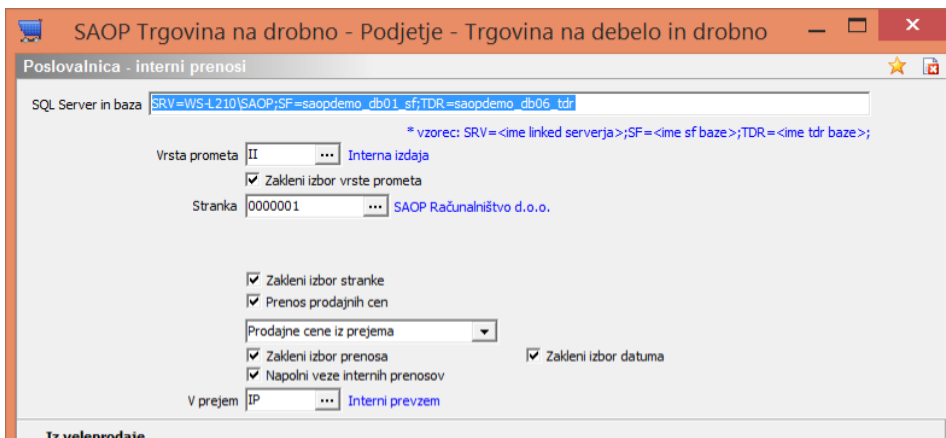 SAOP Trgovina na drobno - Podjetje - Trgovina na debelo in drobno
Poslovalnica - interni prenosi
SQL Server in baza SRV=WS-L210\SAOP;SF=saopdemo_db01_sf;TDR=saopdemo_db06_tdr
* vzorec: SRV=<ime linked serverja>;SF=<ime sf baze>;TDR=<ime tdr baze>;
Vrsta prometa II ... Interna izdaja
Zakleni izbor vrste prometa
Stranka 0000001 ... SAOP Računalništvo d.o.o.
Zakleni izbor stranke
Prenos prodajnih cen
Prodajne cene iz prejema
Zakleni izbor prenosa Zakleni izbor datuma
Napolni veze internih prenosov
V prejem IP ... Interni prevzem
Iz veleprodaje